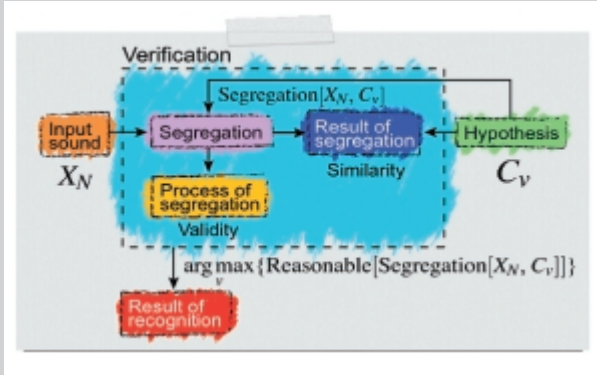 Verification
Segregation[X_N, C_v]
Input
sound
Segregation
Result of
segregation
Hypothesis
X_N
Similarity
C_v
Process of
segregation
Validity
arg max{Reasonable[Segregation[X_N, C_v]]}
v
Result of
recognition